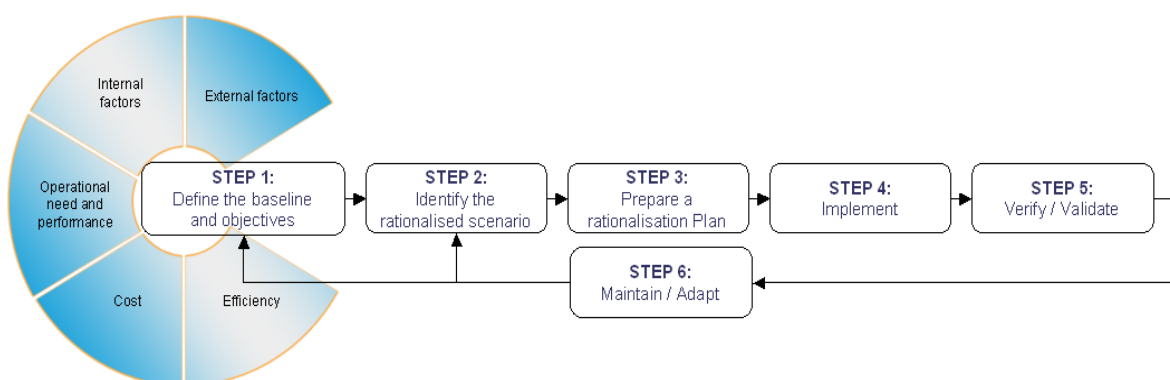 Internal
factors
External factors
Operational
need and
performance
Cost
Efficiency
STEP 1:
Define the baseline
and objectives
STEP 2:
Identify the
rationalised scenario
STEP 3:
Prepare a
rationalisation Plan
STEP 4:
Implement
STEP 5:
Verify / Validate
STEP 6:
Maintain / Adapt